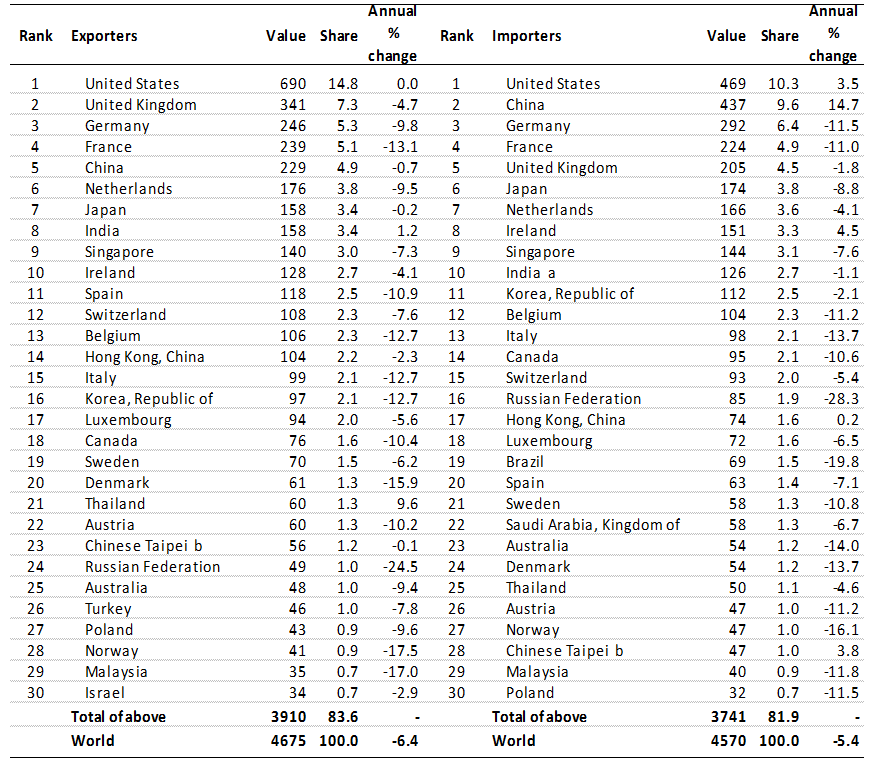 Annual Annual
Rank Exporters Value Share % Rank Importers Value Share %
change change
1 United States 690 14.8 0.0 1 United States 469 10.3 3.5
2 United Kingdom 341 7.3 -4.7 2 China 437 9.6 14.7
3 Germany 246 5.3 -9.8 3 Germany 292 6.4 -11.5
4 France 239 5.1 -13.1 4 France 224 4.9 -11.0
5 China 229 4.9 -0.7 5 United Kingdom 205 4.5 -1.8
6 Netherlands 176 3.8 -9.5 6 Japan 174 3.8 -8.8
7 Japan 158 3.4 -0.2 7 Netherlands 166 3.6 -4.1
8 India 158 3.4 1.2 8 Ireland 151 3.3 4.5
9 Singapore 140 3.0 -7.3 9 Singapore 144 3.1 -7.6
10 Ireland 128 2.7 -4.1 10 India a 126 2.7 -1.1
11 Spain 118 2.5 -10.9 11 Korea, Republic of 112 2.5 -2.1
12 Switzerland 108 2.3 -7.6 12 Belgium 104 2.3 -11.2
13 Belgium 106 2.3 -12.7 13 Italy 98 2.1 -13.7
14 Hong Kong, China 104 2.2 -2.3 14 Canada 95 2.1 -10.6
15 Italy 99 2.1 -12.7 15 Switzerland 93 2.0 -5.4
16 Korea, Republic of 97 2.1 -12.7 16 Russian Federation 85 1.9 -28.3
17 Luxembourg 94 2.0 -5.6 17 Hong Kong, China 74 1.6 0.2
18 Canada 76 1.6 -10.4 18 Luxembourg 72 1.6 -6.5
19 Sweden 70 1.5 -6.2 19 Brazil 69 1.5 -19.8
20 Denmark 61 1.3 -15.9 20 Spain 63 1.4 -7.1
21 Thailand 60 1.3 9.6 21 Sweden 58 1.3 -10.8
22 Austria 60 1.3 -10.2 22 Saudi Arabia, Kingdom of 58 1.3 -6.7
23 Chinese Taipei b 56 1.2 -0.1 23 Australia 54 1.2 -14.0
24 Russian Federation 49 1.0 -24.5 24 Denmark 54 1.2 -13.7
25 Australia 48 1.0 -9.4 25 Thailand 50 1.1 -4.6
26 Turkey 46 1.0 -7.8 26 Austria 47 1.0 -11.2
27 Poland 43 0.9 -9.6 27 Norway 47 1.0 -16.1
28 Norway 41 0.9 -17.5 28 Chinese Taipei b 47 1.0 3.8
29 Malaysia 35 0.7 -17.0 29 Malaysia 40 0.9 -11.8
30 Israel 34 0.7 -2.9 30 Poland 32 0.7 -11.5
Total of above 3910 83.6 - Total of above 3741 81.9 -
World 4675 100.0 -6.4 World 4570 100.0 -5.4